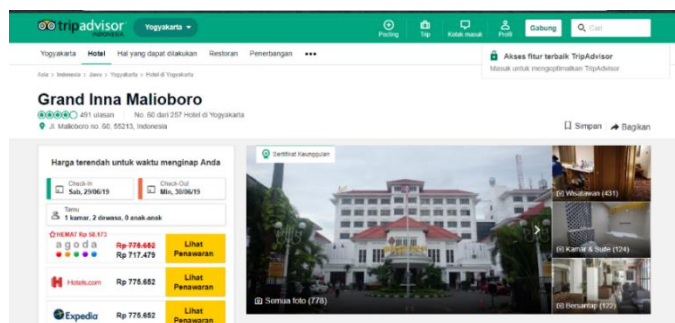 tripadvisor
INDONESIA
Yogyakarta
Posting
Trip
Kotak masuk
Profil
Gabung
Cari
Yogyakarta Hotel Hal yang dapat dilakukan Restoran Penerbangan •••
Akses fitur terbaik TripAdvisor
Masuk untuk mengoptimalkan TripAdvisor
Asia > Indonesia > Jawa > Yogyakarta > Hotel di Yogyakarta
Grand Inna Malioboro
491 ulasan No. 60 dari 257 Hotel di Yogyakarta
Jl. Malioboro no. 60, 55213, Indonesia
Simpan Bagikan
Harga terendah untuk waktu menginap Anda
Check-In
Sab, 29/06/19
Check-Out
Min, 30/06/19
Tamu
1 kamar, 2 dewasa, 0 anak-anak
HEMAT Rp 58.173
agoda
Rp 775.652
Rp 717.479
Lihat
Penawaran
Hotels.com
Rp 775.652
Lihat
Penawaran
Expedia
Rp 775.652
Lihat
Penawaran
Sertifikat Keunggulan
Semua foto (778)
Wisatawan (431)
Kamar & Suite (124)
Bersantap (122)